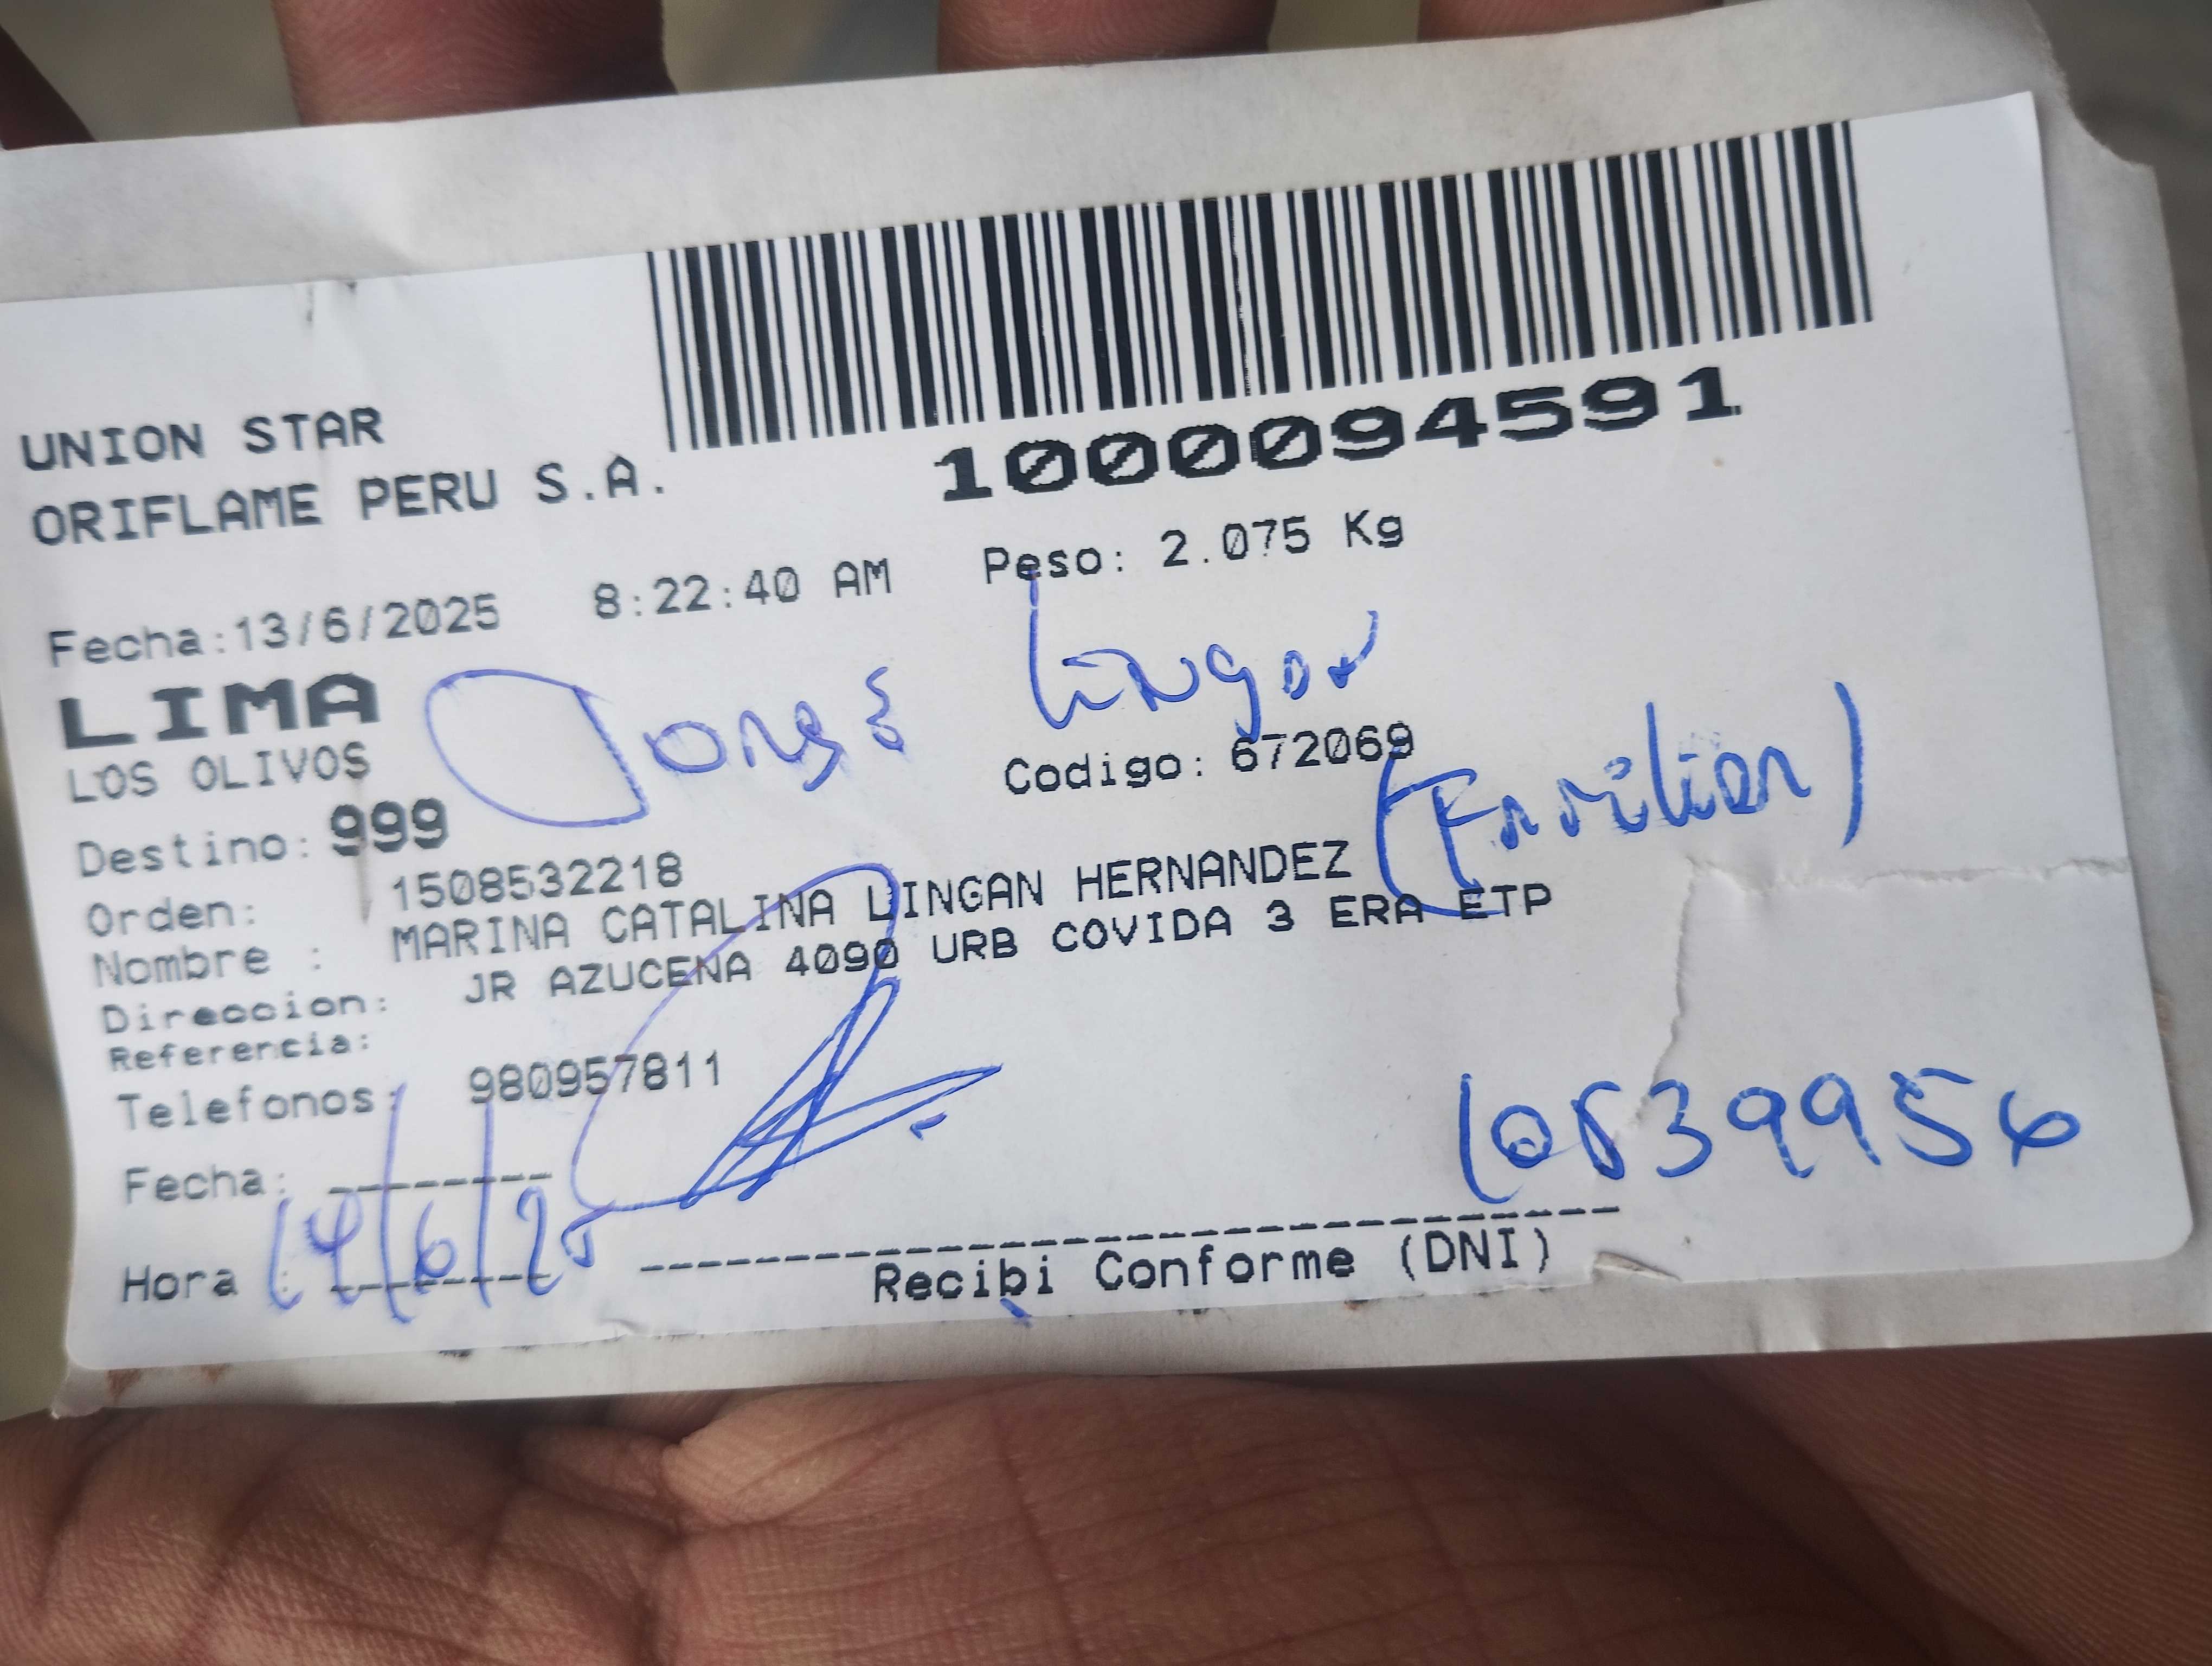 1000094591
UNION STAR
ORIFLAME PERU S.A.
Fecha:13/6/2025 8:22:40 AM Peso: 2.075 Kg
LIMA
Jorge Lingan
LOS OLIVOS
Codigo: 672069
(Familiar)
Destino: 999
Orden: 1508532218
Nombre : MARINA CATALINA LINGAN HERNANDEZ
Direccion: JR AZUCENA 4090 URB COVIDA 3 ERA ETP
Referencia:
Telefonos: 980957811
Fecha:
14/6/25
Hora :
Recibi Conforme (DNI)